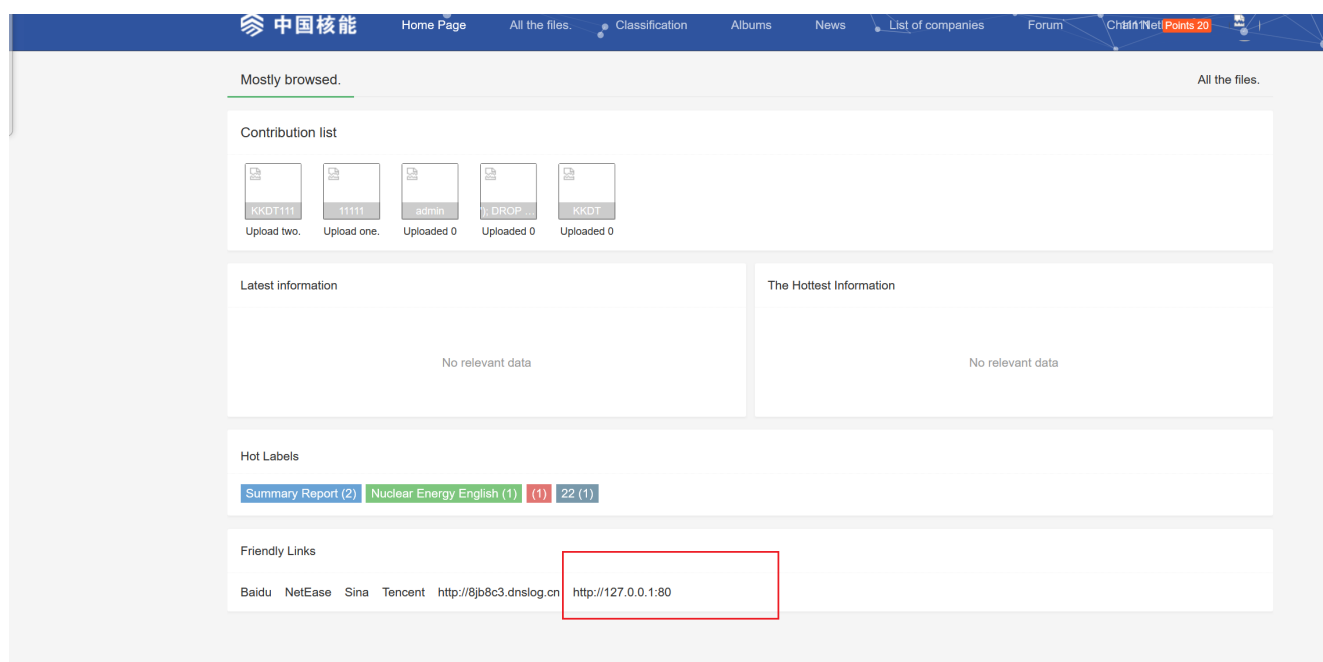 中国核能 Home Page All the files. Classification Albums News List of companies Forum Points 20
Mostly browsed. All the files.
Contribution list
KKDT111 11111 admin ); DROP ... KKDT
Upload two. Upload one. Uploaded 0 Uploaded 0 Uploaded 0
Latest information The Hottest Information
No relevant data No relevant data
Hot Labels
Summary Report (2) Nuclear Energy English (1) (1) 22 (1)
Friendly Links
Baidu NetEase Sina Tencent http://8jb8c3.dnslog.cn http://127.0.0.1:80